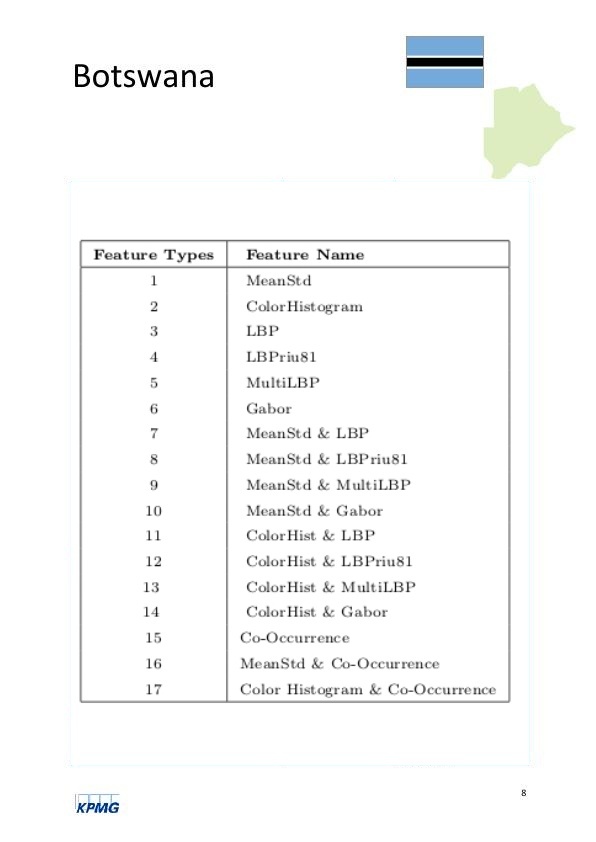 Botswana
Feature Types Feature Name
1 MeanStd
2 ColorHistogram
3 LBP
4 LBPriu81
5 MultiLBP
6 Gabor
7 MeanStd & LBP
8 MeanStd & LBPriu81
9 MeanStd & MultiLBP
10 MeanStd & Gabor
11 ColorHist & LBP
12 ColorHist & LBPriu81
13 ColorHist & MultiLBP
14 ColorHist & Gabor
15 Co-Occurrence
16 MeanStd & Co-Occurrence
17 Color Histogram & Co-Occurrence
8
KPMG